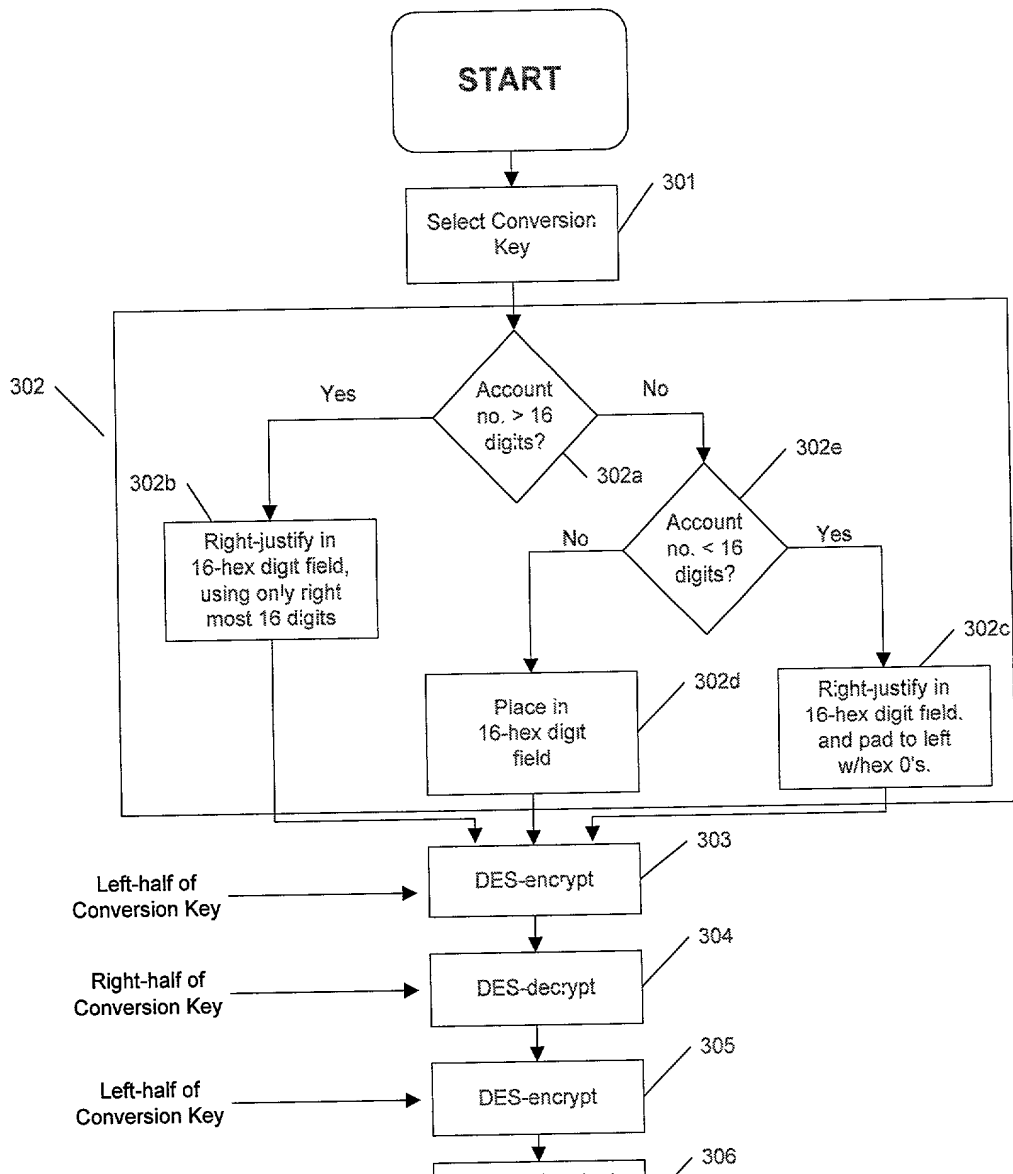 START
301
Select Conversion
Key
302
Yes
Account
no. > 16
digits?
No
302a
302e
302b
Right-justify in
16-hex digit field,
using only right
most 16 digits
No
Account
no. < 16
digits?
Yes
302c
302d
Place in
16-hex digit
field
Right-justify in
16-hex digit field.
and pad to left
w/hex 0's.
303
Left-half of
Conversion Key
DES-encrypt
304
Right-half of
Conversion Key
DES-decrypt
305
Left-half of
Conversion Key
DES-encrypt
306